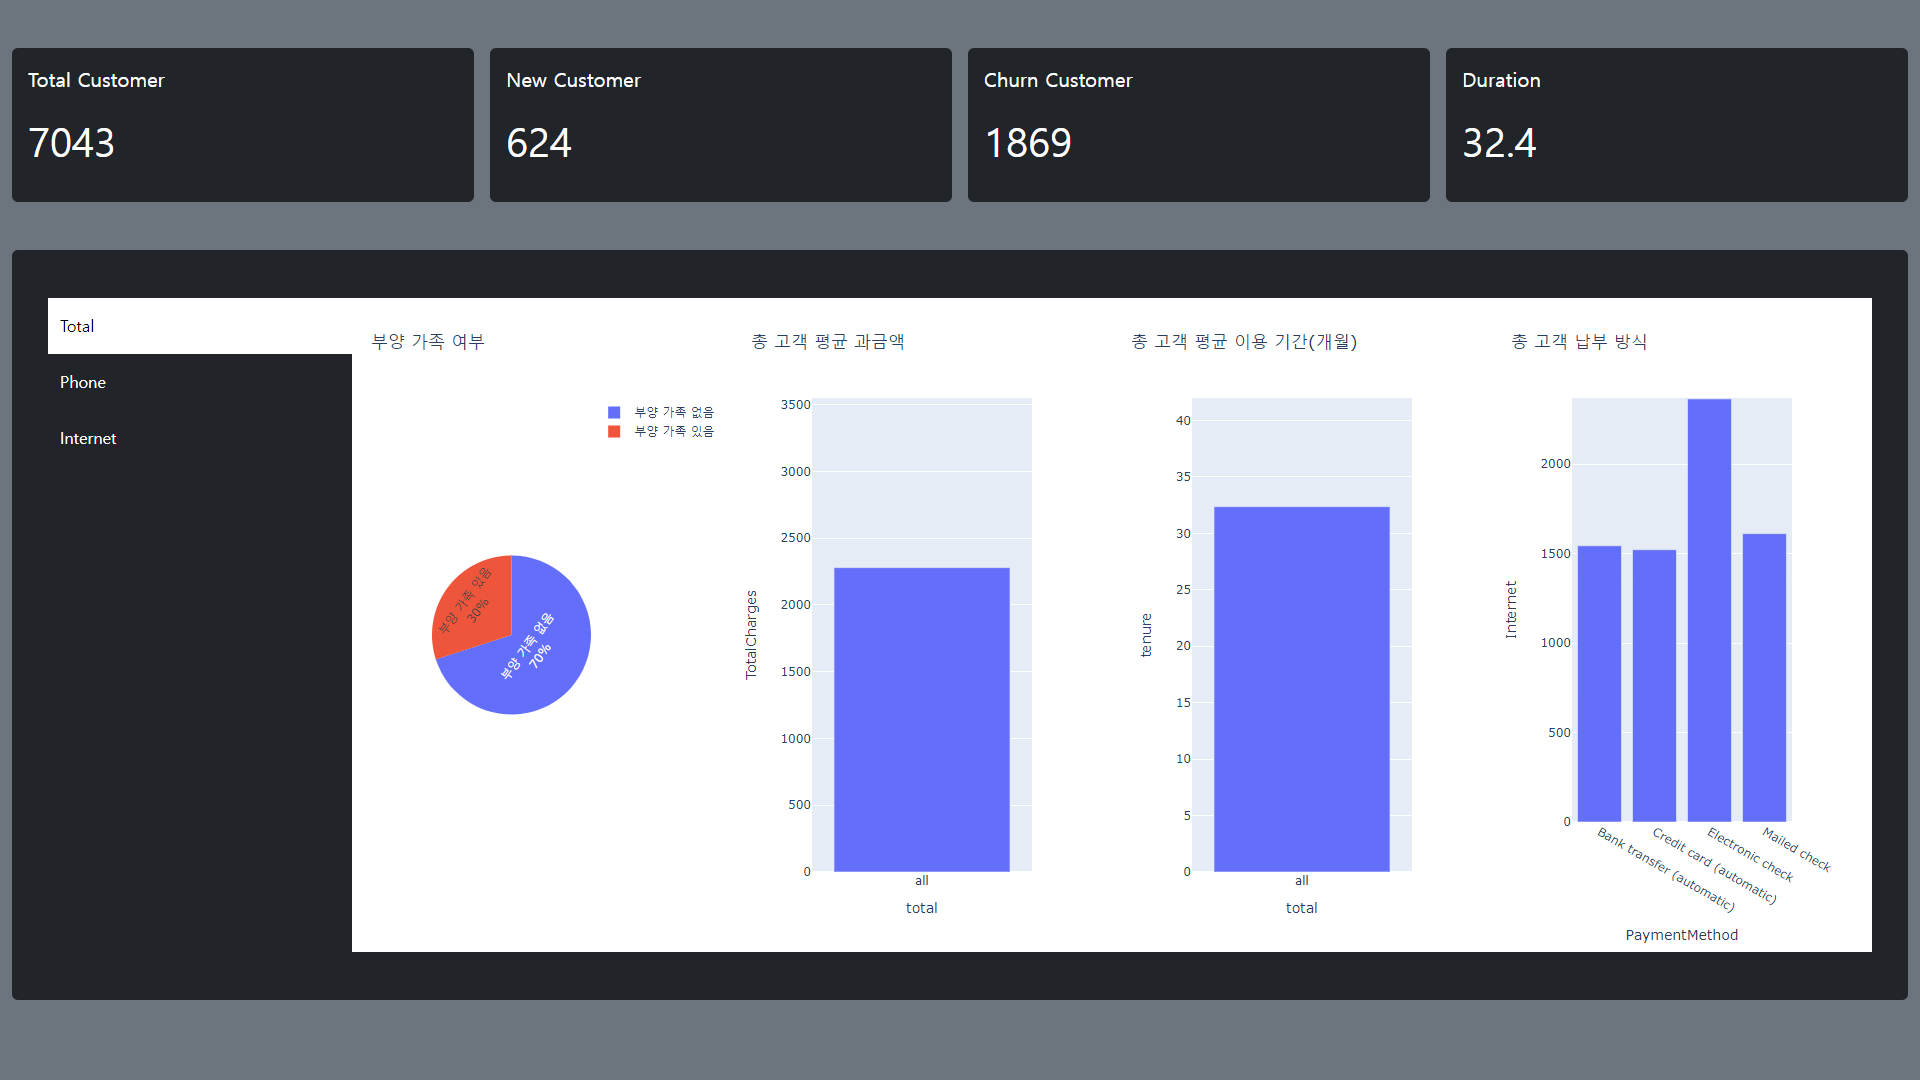 Total Customer
7043
New Customer
624
Churn Customer
1869
Duration
32.4
Total
Phone
Internet
부양 가족 여부
부양 가족 없음
부양 가족 있음
부양 가족 있음
30%
부양 가족 없음
70%
총 고객 평균 과금액
3500
3000
2500
2000
1500
1000
500
0
TotalCharges
all
total
총 고객 평균 이용 기간(개월)
40
35
30
25
20
15
10
5
0
tenure
all
total
총 고객 납부 방식
2000
1500
1000
500
0
Internet
Bank transfer (automatic)
Credit card (automatic)
Electronic check
Mailed check
PaymentMethod